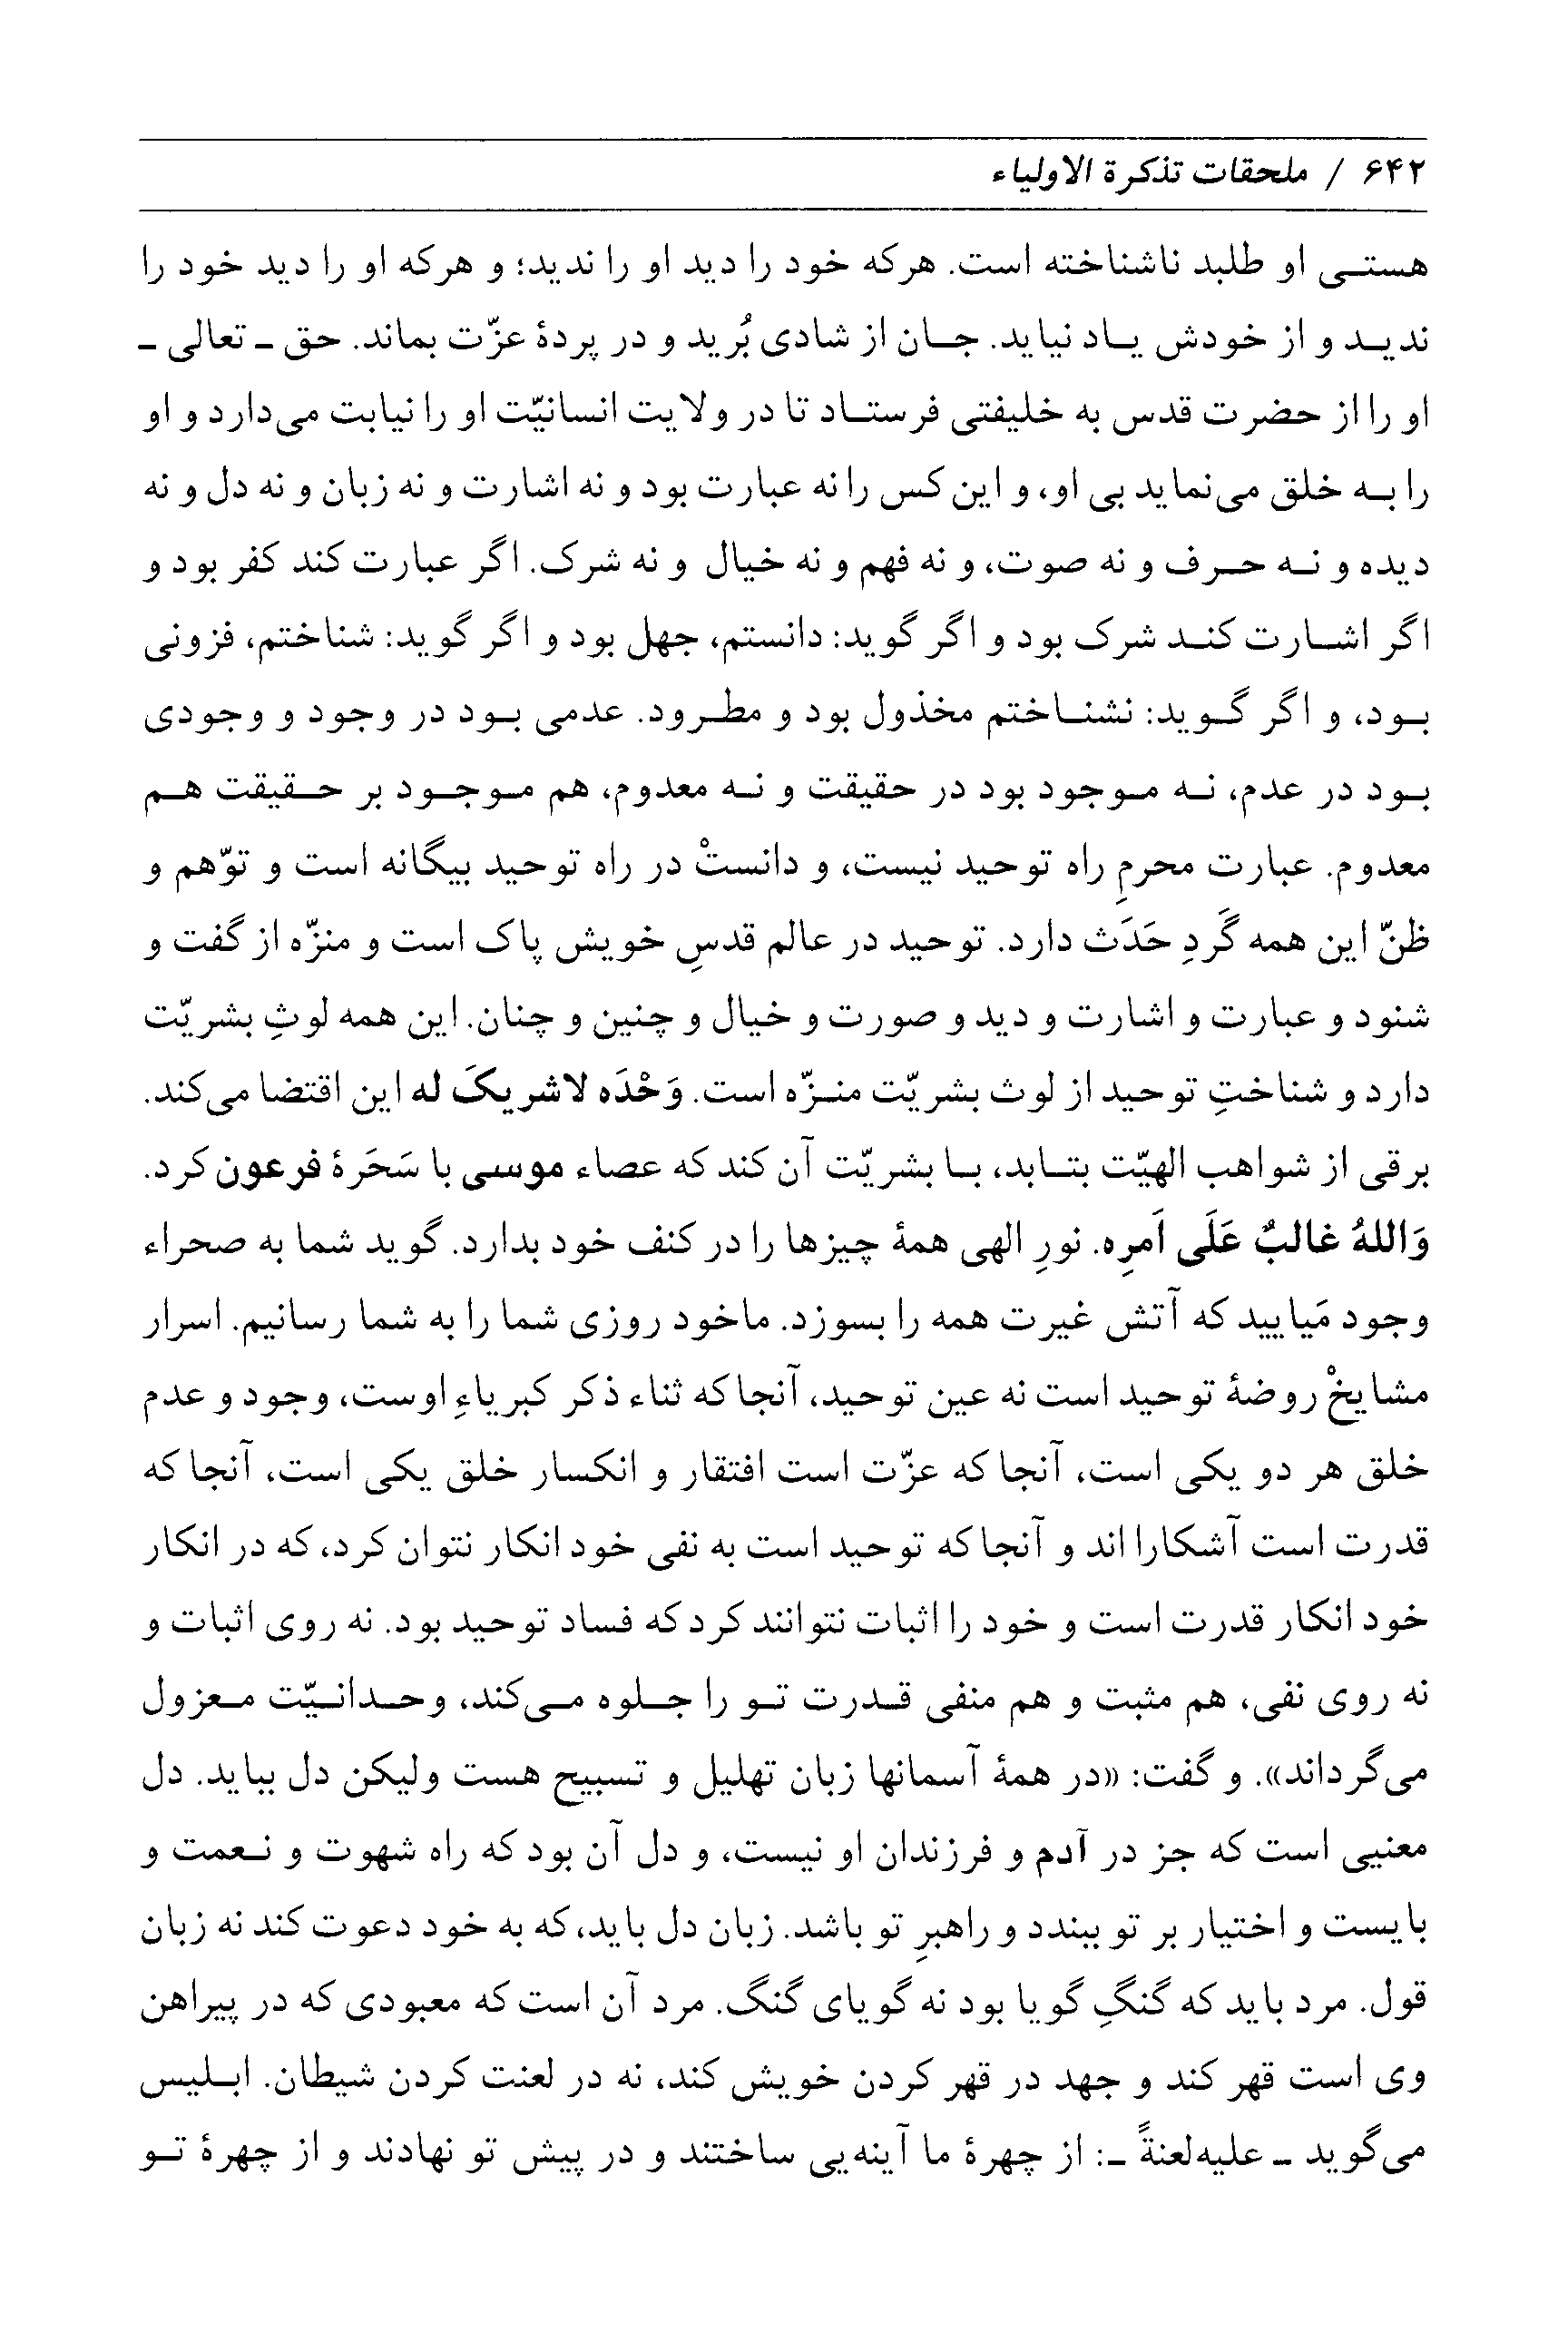 ۶۴۲ / ملحقات تذکرة الاولیاء
هستی او طلبد ناشناخته است. هرکه خود را دید او را ندید؛ و هرکه او را دید خود را
ندید و از خودش یاد نیاید. جان از شادی بُرید و در پردهٔ عزّت بماند. حق ـ تعالی ـ
او را از حضرت قدس به خلیفتی فرستاد تا در ولایت انسانیّت او را نیابت می‌دارد و او
را به خلق می‌نماید بی او، و این کس را نه عبارت بود و نه اشارت و نه زبان و نه دل و نه
دیده و نه حرف و نه صوت، و نه فهم و نه خیال و نه شرک. اگر عبارت کند کفر بود و
اگر اشارت کند شرک بود و اگر گوید: دانستم، جهل بود و اگر گوید: شناختم، فزونی
بود، و اگر گوید: نشناختم مخذول بود و مطرود. عدمی بود در وجود و وجودی
بود در عدم، نه موجود بود در حقیقت و نه معدوم، هم موجود بر حقیقت هم
معدوم. عبارت محرمِ راه توحید نیست، و دانستْ در راه توحید بیگانه است و توّهم و
ظنّ این همه گَردِ حَدَث دارد. توحید در عالم قدسِ خویش پاک است و منزّه از گفت و
شنود و عبارت و اشارت و دید و صورت و خیال و چنین و چنان. این همه لوثِ بشریّت
دارد و شناختِ توحید از لوث بشریّت منزّه است. وَحْدَه لاشریکَ له این اقتضا می‌کند.
برقی از شواهب الهیّت بتابد، با بشریّت آن کند که عصاء موسی با سَحَرهٔ فرعون کرد.
وَاللهُ غالبٌ عَلَی اَمرِه. نورِ الهی همهٔ چیزها را در کنف خود بدارد. گوید شما به صحراء
وجود مَیایید که آتش غیرت همه را بسوزد. ماخود روزی شما را به شما رسانیم. اسرار
مشایخْ روضهٔ توحید است نه عین توحید، آنجا که ثناء ذکر کبریاءِ اوست، وجود و عدم
خلق هر دو یکی است، آنجا که عزّت است افتقار و انکسار خلق یکی است، آنجا که
قدرت است آشکارا اند و آنجا که توحید است به نفی خود انکار نتوان کرد، که در انکار
خود انکار قدرت است و خود را اثبات نتوانند کرد که فساد توحید بود. نه روی اثبات و
نه روی نفی، هم مثبت و هم منفی قدرت تو را جلوه می‌کند، وحدانیّت معزول
می‌گرداند». و گفت: «در همهٔ آسمانها زبان تهلیل و تسبیح هست ولیکن دل بباید. دل
معنیی است که جز در آدم و فرزندان او نیست، و دل آن بود که راه شهوت و نعمت و
بایست و اختیار بر تو ببندد و راهبرِ تو باشد. زبان دل باید، که به خود دعوت کند نه زبان
قول. مرد باید که گنگِ گویا بود نه گویای گنگ. مرد آن است که معبودی که در پیراهن
وی است قهر کند و جهد در قهر کردن خویش کند، نه در لعنت کردن شیطان. ابلیس
می‌گوید ـ علیه‌لعنةً ـ: از چهرهٔ ما آینه‌یی ساختند و در پیش تو نهادند و از چهرهٔ تو